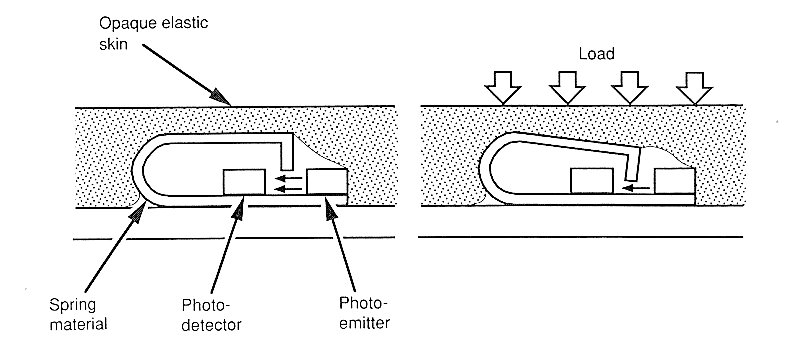 Opaque elastic
skin
Load
Spring
material
Photo-
detector
Photo-
emitter